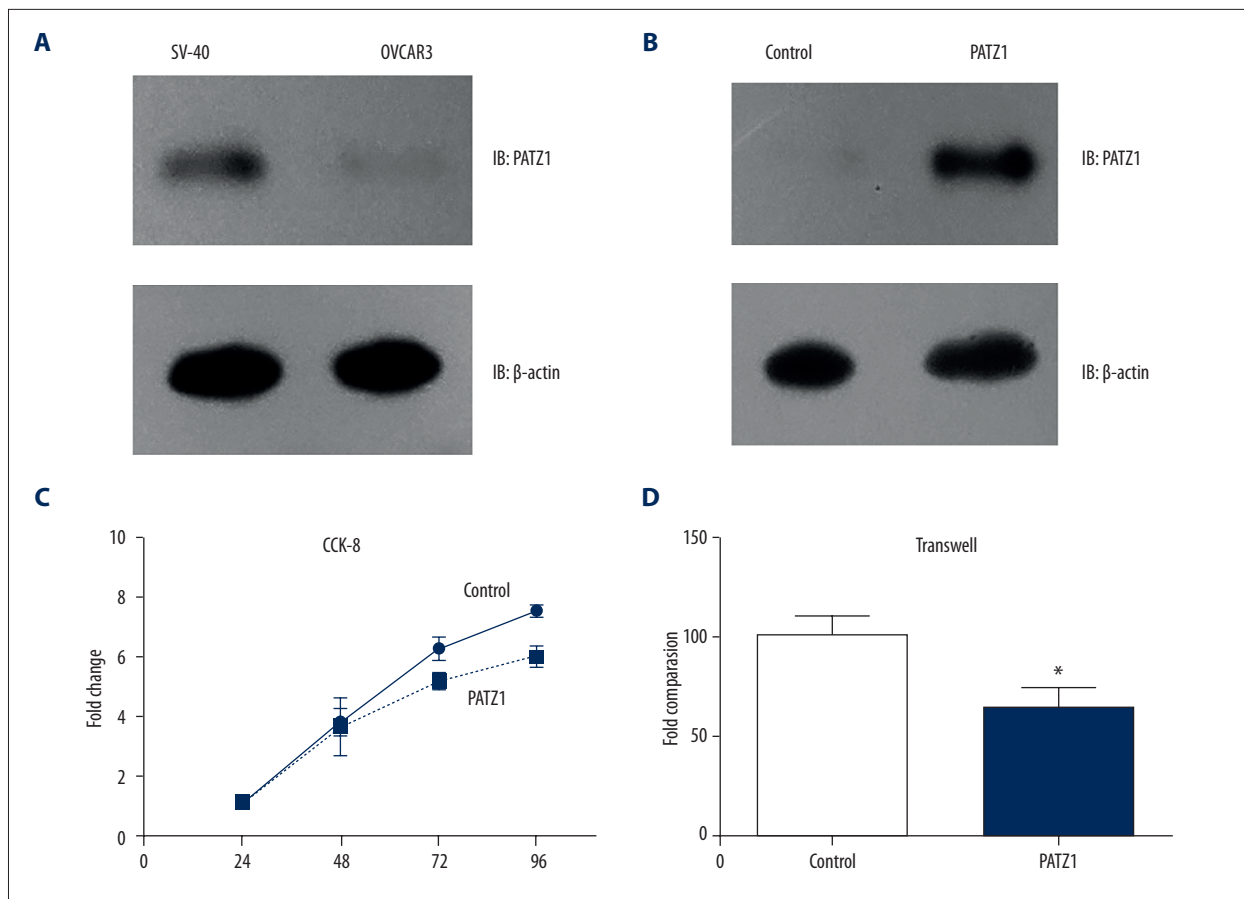 A
SV-40 OVCAR3
IB: PATZ1
IB: β-actin
B
Control PATZ1
IB: PATZ1
IB: β-actin
C
CCK-8
Fold change
10
8
6
4
2
0
0 24 48 72 96
Control
PATZ1
D
Transwell
Fold comparasion
150
100
50
0
0 Control PATZ1
*